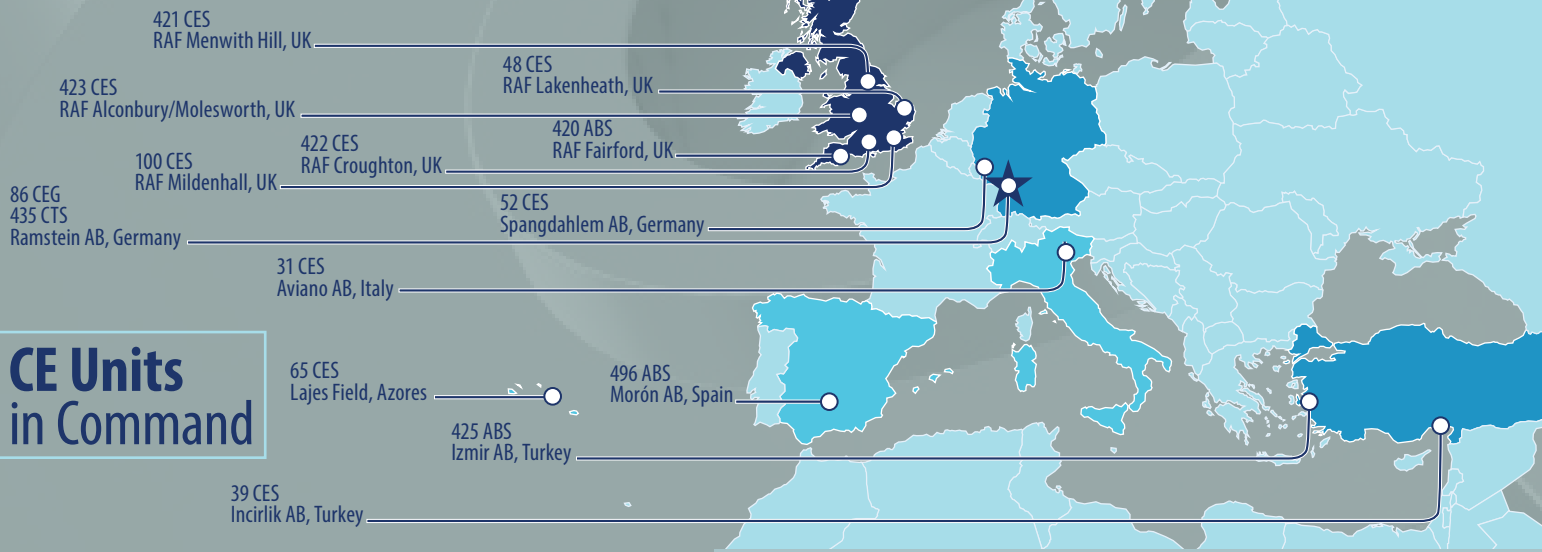 421 CES
RAF Menwith Hill, UK
48 CES
RAF Lakenheath, UK
423 CES
RAF Alconbury/Molesworth, UK
420 ABS
RAF Fairford, UK
422 CES
RAF Croughton, UK
100 CES
RAF Mildenhall, UK
86 CEG
435 CTS
Ramstein AB, Germany
52 CES
Spangdahlem AB, Germany
31 CES
Aviano AB, Italy
CE Units
in Command
65 CES
Lajes Field, Azores
496 ABS
Morón AB, Spain
425 ABS
Izmir AB, Turkey
39 CES
Incirlik AB, Turkey